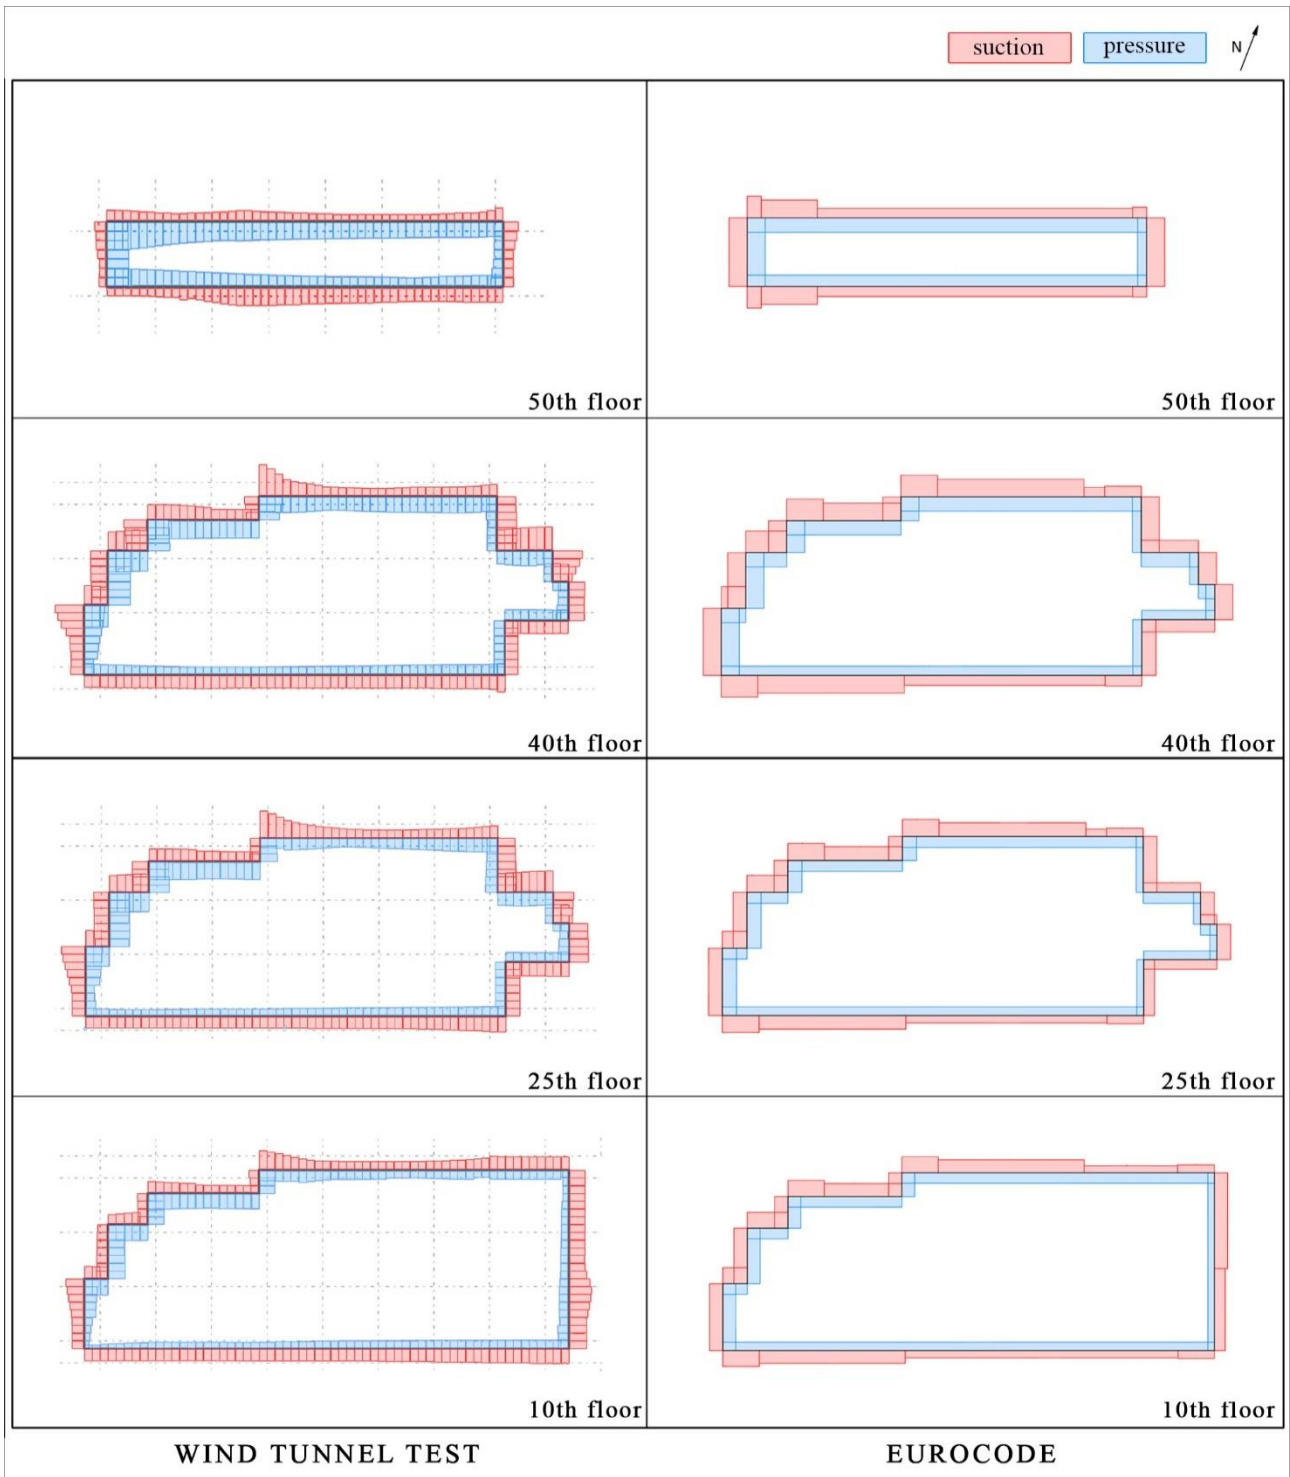 suction pressure N
50th floor 50th floor
40th floor 40th floor
25th floor 25th floor
10th floor 10th floor
WIND TUNNEL TEST EUROCODE